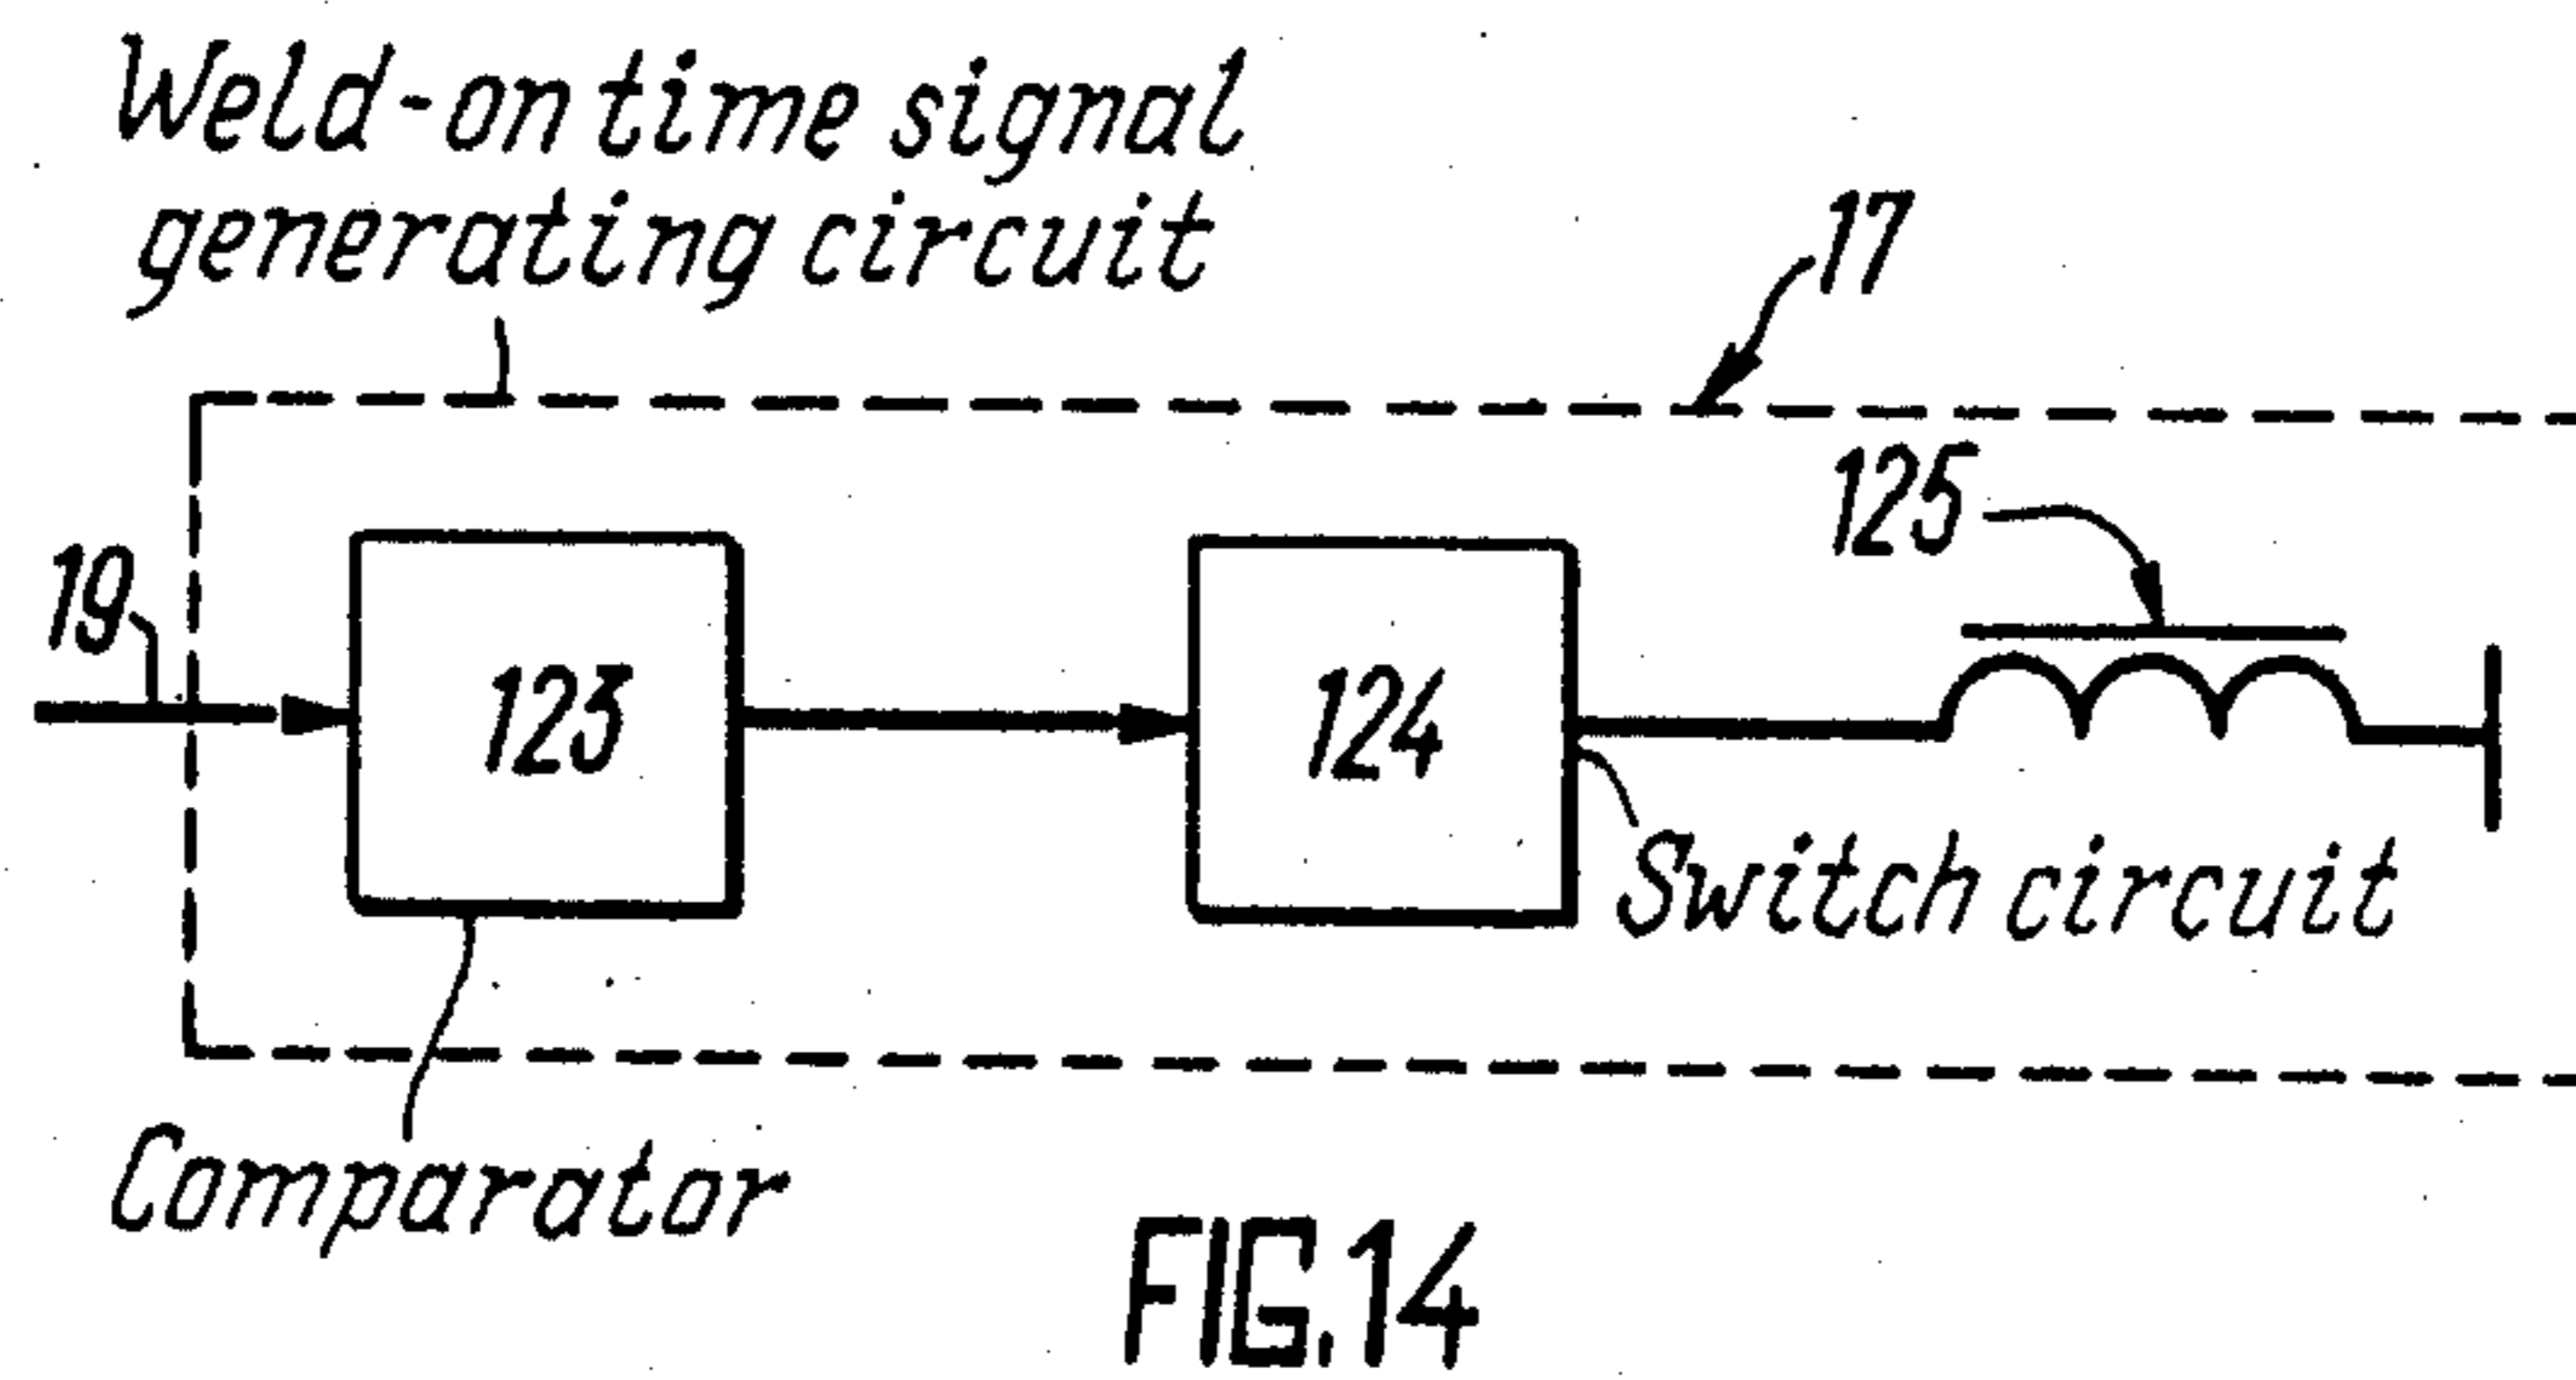 Weld-on time signal
generating circuit
17
125
19
123
124
Switch circuit
Comparator
FIG.14